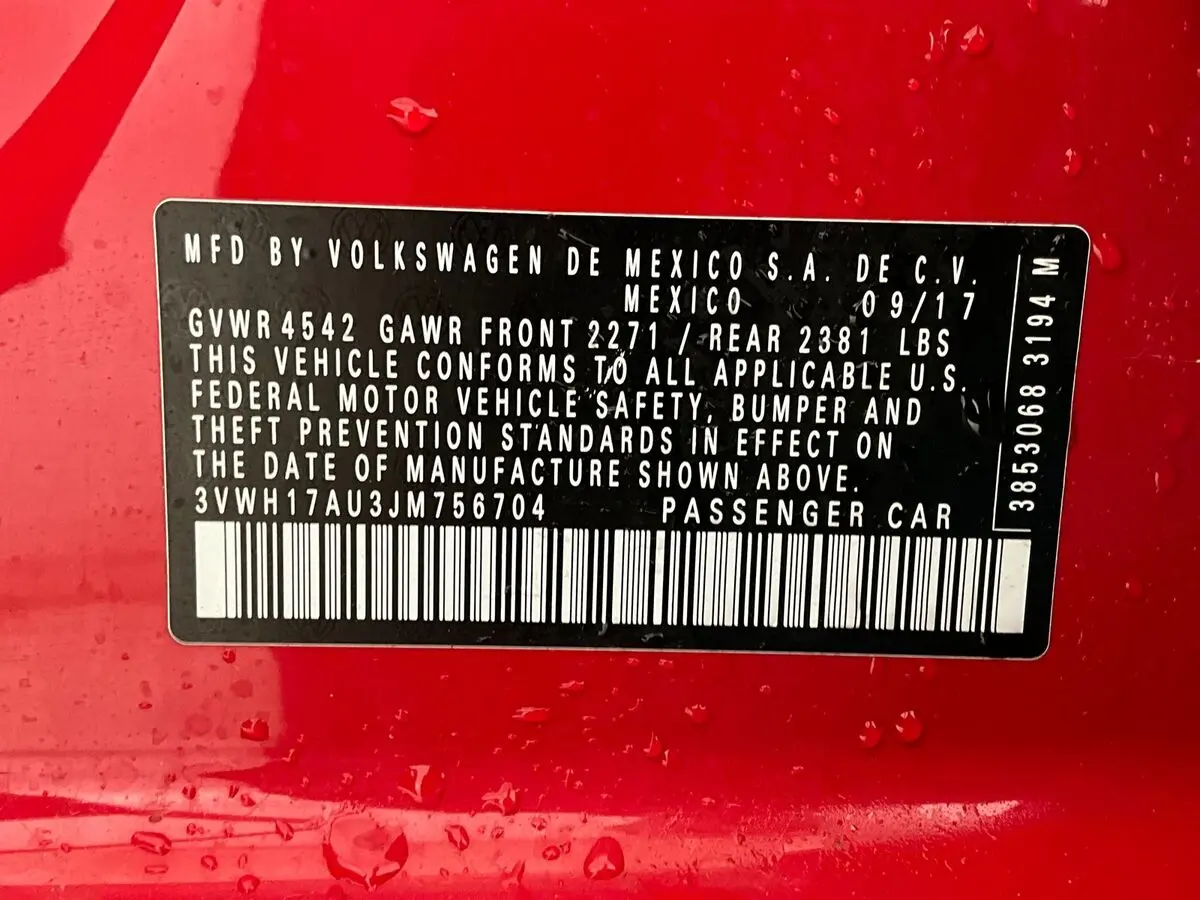 MFD BY VOLKSWAGEN DE MEXICO S.A. DE C.V.
MEXICO 09/17
GVWR 4542 GAWR FRONT 2271 / REAR 2381 LBS
THIS VEHICLE CONFORMS TO ALL APPLICABLE U.S.
FEDERAL MOTOR VEHICLE SAFETY, BUMPER AND
THEFT PREVENTION STANDARDS IN EFFECT ON
THE DATE OF MANUFACTURE SHOWN ABOVE.
3VWH17AU3JM756704 PASSENGER CAR
3853068 3194 M